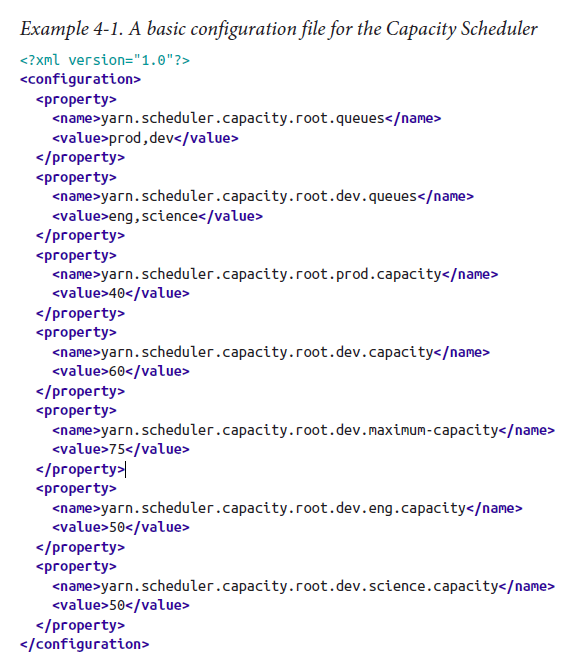 Example 4-1. A basic configuration file for the Capacity Scheduler
<?xml version="1.0"?>
<configuration>
  <property>
    <name>yarn.scheduler.capacity.root.queues</name>
    <value>prod,dev</value>
  </property>
  <property>
    <name>yarn.scheduler.capacity.root.dev.queues</name>
    <value>eng,science</value>
  </property>
  <property>
    <name>yarn.scheduler.capacity.root.prod.capacity</name>
    <value>40</value>
  </property>
  <property>
    <name>yarn.scheduler.capacity.root.dev.capacity</name>
    <value>60</value>
  </property>
  <property>
    <name>yarn.scheduler.capacity.root.dev.maximum-capacity</name>
    <value>75</value>
  </property>
  <property>
    <name>yarn.scheduler.capacity.root.dev.eng.capacity</name>
    <value>50</value>
  </property>
  <property>
    <name>yarn.scheduler.capacity.root.dev.science.capacity</name>
    <value>50</value>
  </property>
</configuration>